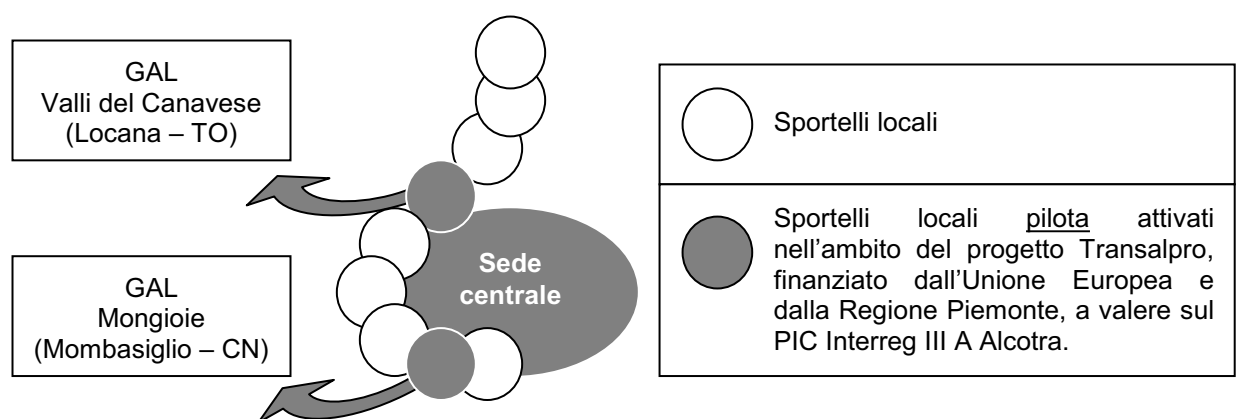 GAL
Valli del Canavese
(Locana – TO)
GAL
Mongioie
(Mombasiglio – CN)
Sede
centrale
Sportelli locali
Sportelli locali pilota attivati
nell’ambito del progetto Transalpro,
finanziato dall’Unione Europea e
dalla Regione Piemonte, a valere sul
PIC Interreg III A Alcotra.